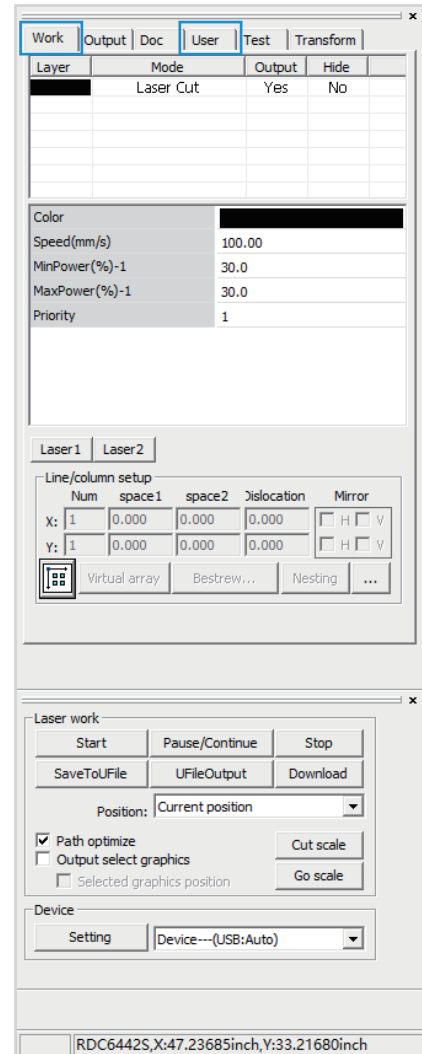 x
Work Output Doc User Test Transform
Layer Mode Output Hide
Laser Cut Yes No
Color
Speed(mm/s) 100.00
MinPower(%)-1 30.0
MaxPower(%)-1 30.0
Priority 1
Laser1 Laser2
Line/column setup
Num space1 space2 Dislocation Mirror
X: 1 0.000 0.000 0.000 H V
Y: 1 0.000 0.000 0.000 H V
Virtual array Bestrew... Nesting ...
x
Laser work
Start Pause/Continue Stop
SaveToUFile UFileOutput Download
Position: Current position
Path optimize Cut scale
Output select graphics
Selected graphics position Go scale
Device
Setting Device---(USB:Auto)
RDC6442S,X:47.23685inch,Y:33.21680inch